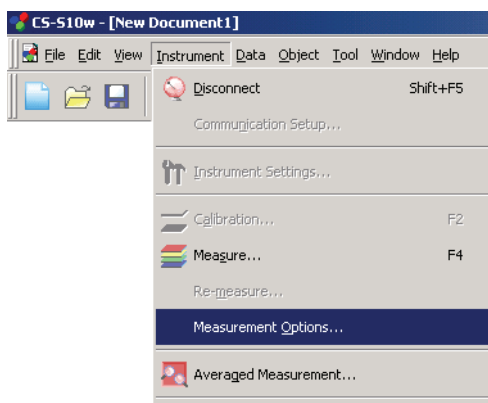 CS-S10w - [New Document1]
File Edit View Instrument Data Object Tool Window Help
Disconnect Shift+F5
Communication Setup...
Instrument Settings...
Calibration... F2
Measure... F4
Re-measure...
Measurement Options...
Averaged Measurement...